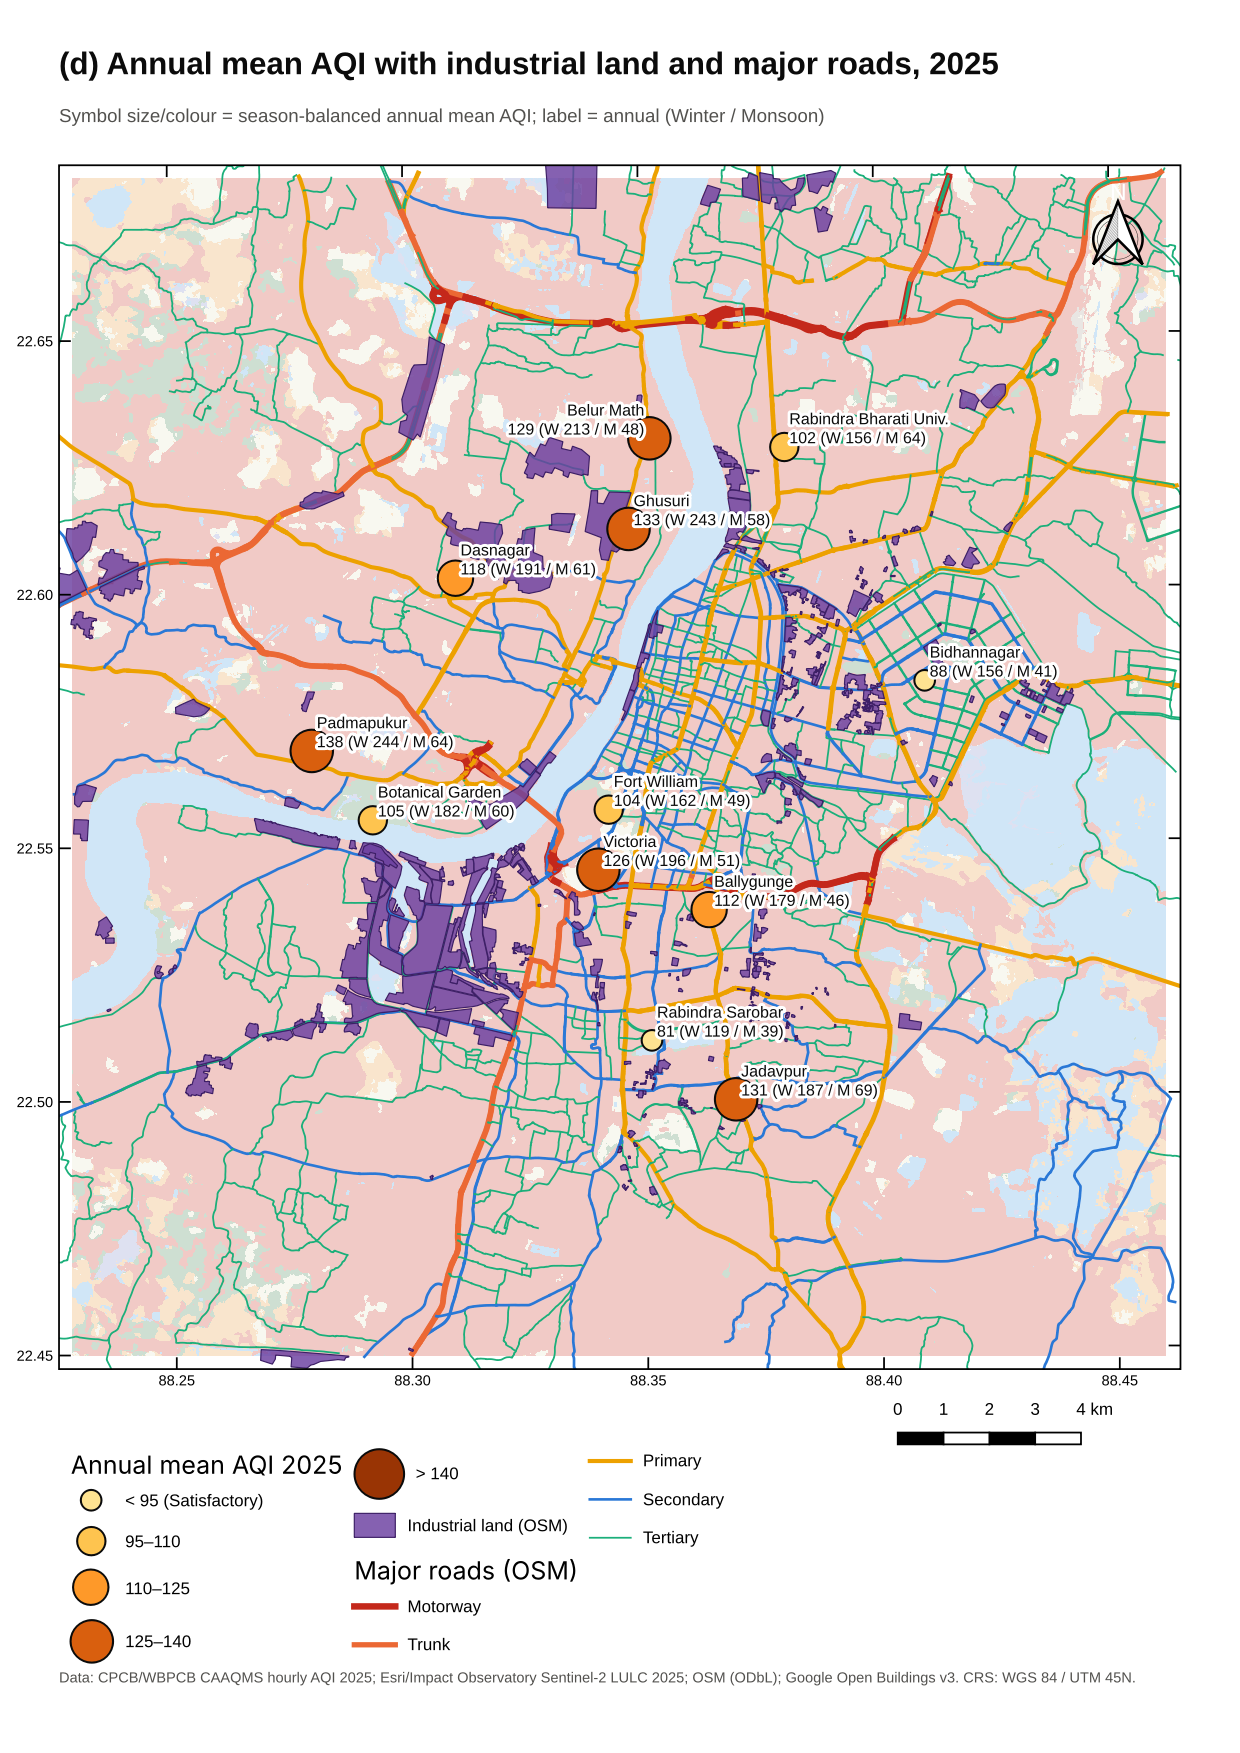 (d) Annual mean AQI with industrial land and major roads, 2025
Symbol size/colour = season-balanced annual mean AQI; label = annual (Winter / Monsoon)
22.65
22.60
22.55
22.50
22.45
Belur Math
129 (W 213 / M 48)
Rabindra Bharati Univ.
102 (W 156 / M 64)
Ghusuri
133 (W 243 / M 58)
Dasnagar
118 (W 191 / M 61)
Bidhannagar
88 (W 156 / M 41)
Padmapukur
138 (W 244 / M 64)
Botanical Garden
105 (W 182 / M 60)
Fort William
104 (W 162 / M 49)
Victoria
126 (W 196 / M 51)
Ballygunge
112 (W 179 / M 46)
Rabindra Sarobar
81 (W 119 / M 39)
Jadavpur
131 (W 187 / M 69)
88.25 88.30 88.35 88.40 88.45
0 1 2 3 4 km
Annual mean AQI 2025
< 95 (Satisfactory)
95–110
110–125
125–140
> 140
Industrial land (OSM)
Major roads (OSM)
Motorway
Trunk
Primary
Secondary
Tertiary
Data: CPCB/WBPCB CAAQMS hourly AQI 2025; Esri/Impact Observatory Sentinel-2 LULC 2025; OSM (ODbL); Google Open Buildings v3. CRS: WGS 84 / UTM 45N.